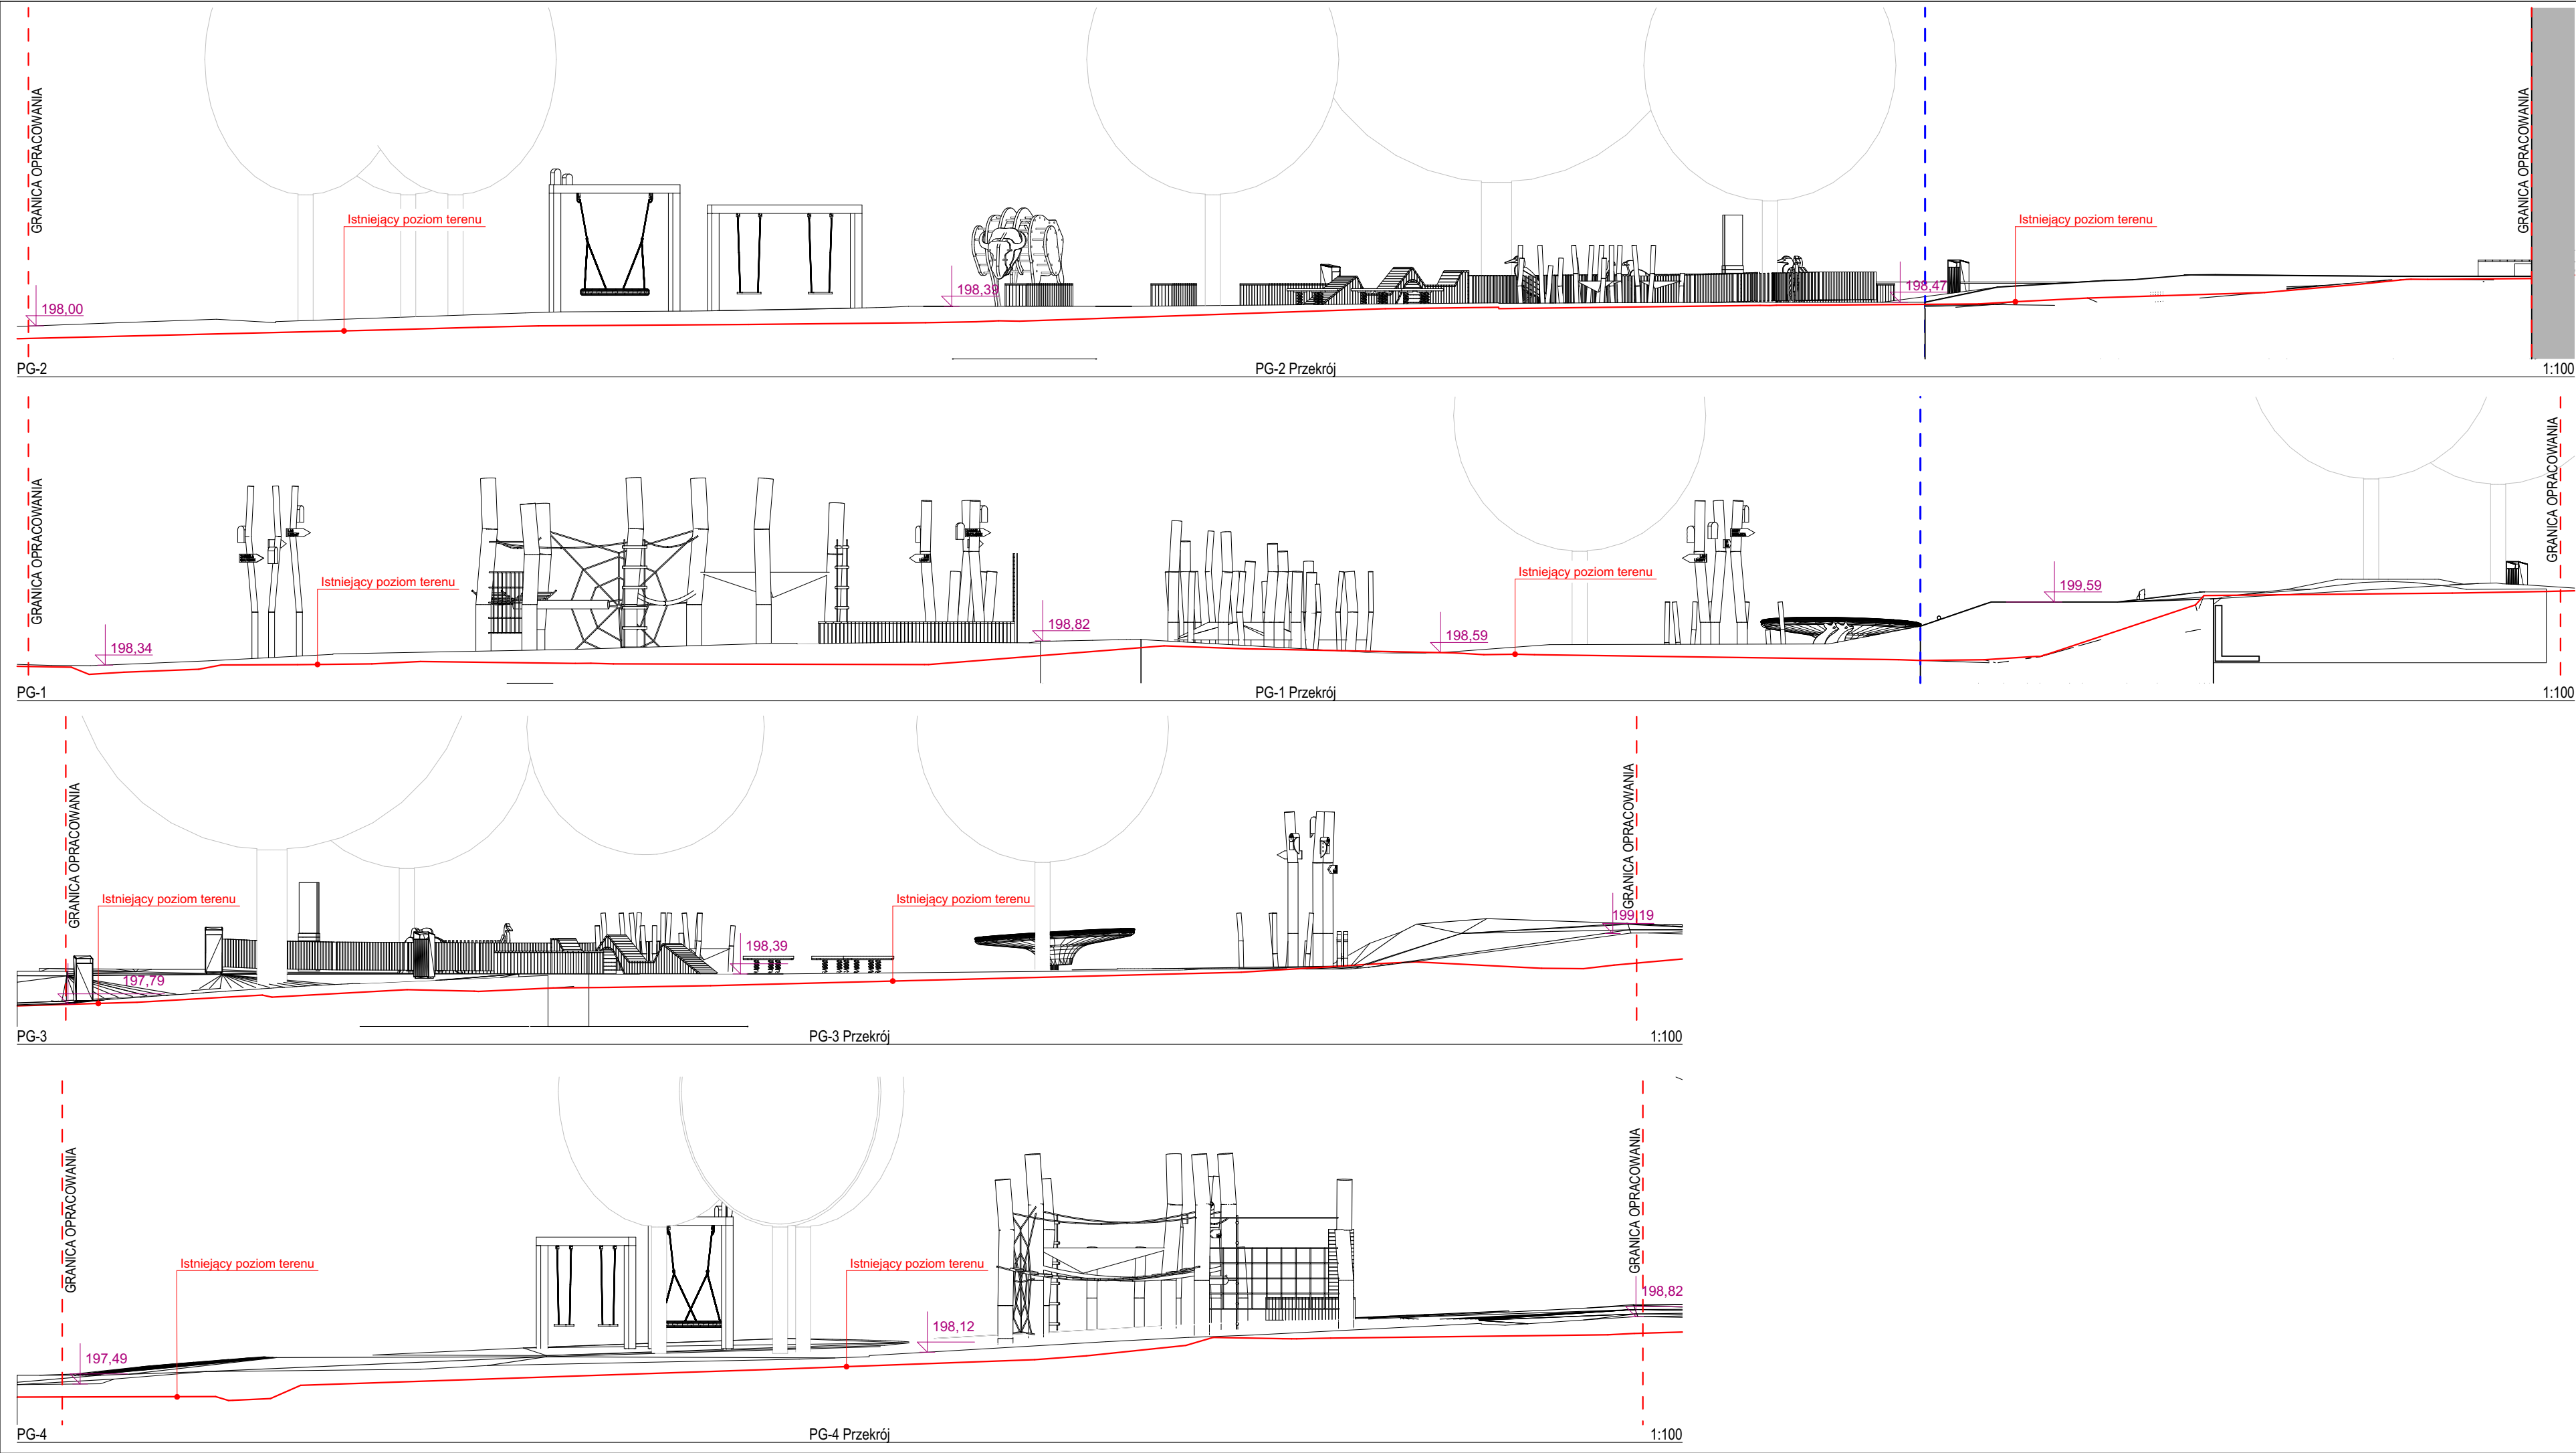 GRANICA OPRACOWANIA
GRANICA OPRACOWANIA
Istniejący poziom terenu
Istniejący poziom terenu
198,00
198,39
198,47
PG-2
PG-2 Przekrój
1:100
GRANICA OPRACOWANIA
GRANICA OPRACOWANIA
Istniejący poziom terenu
Istniejący poziom terenu
199,59
198,34
198,82
198,59
PG-1
PG-1 Przekrój
1:100
GRANICA OPRACOWANIA
GRANICA OPRACOWANIA
Istniejący poziom terenu
Istniejący poziom terenu
199,19
198,39
197,79
PG-3
PG-3 Przekrój
1:100
GRANICA OPRACOWANIA
GRANICA OPRACOWANIA
Istniejący poziom terenu
Istniejący poziom terenu
198,82
198,12
197,49
PG-4
PG-4 Przekrój
1:100